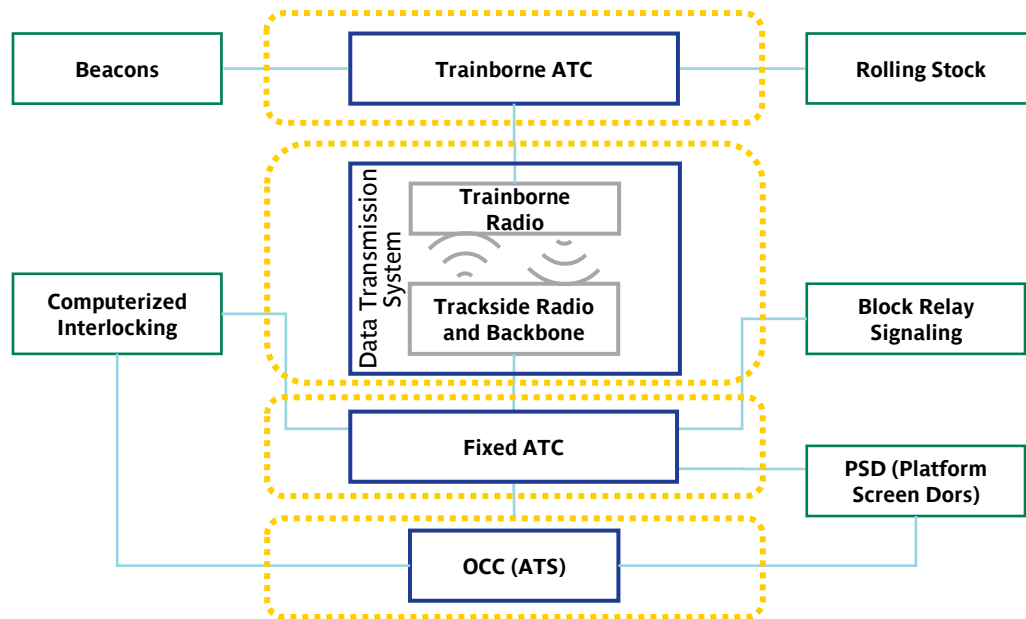 Beacons
Trainborne ATC
Rolling Stock
Data Transmission
System
Trainborne
Radio
Trackside Radio
and Backbone
Computerized
Interlocking
Block Relay
Signaling
Fixed ATC
PSD (Platform
Screen Dors)
OCC (ATS)